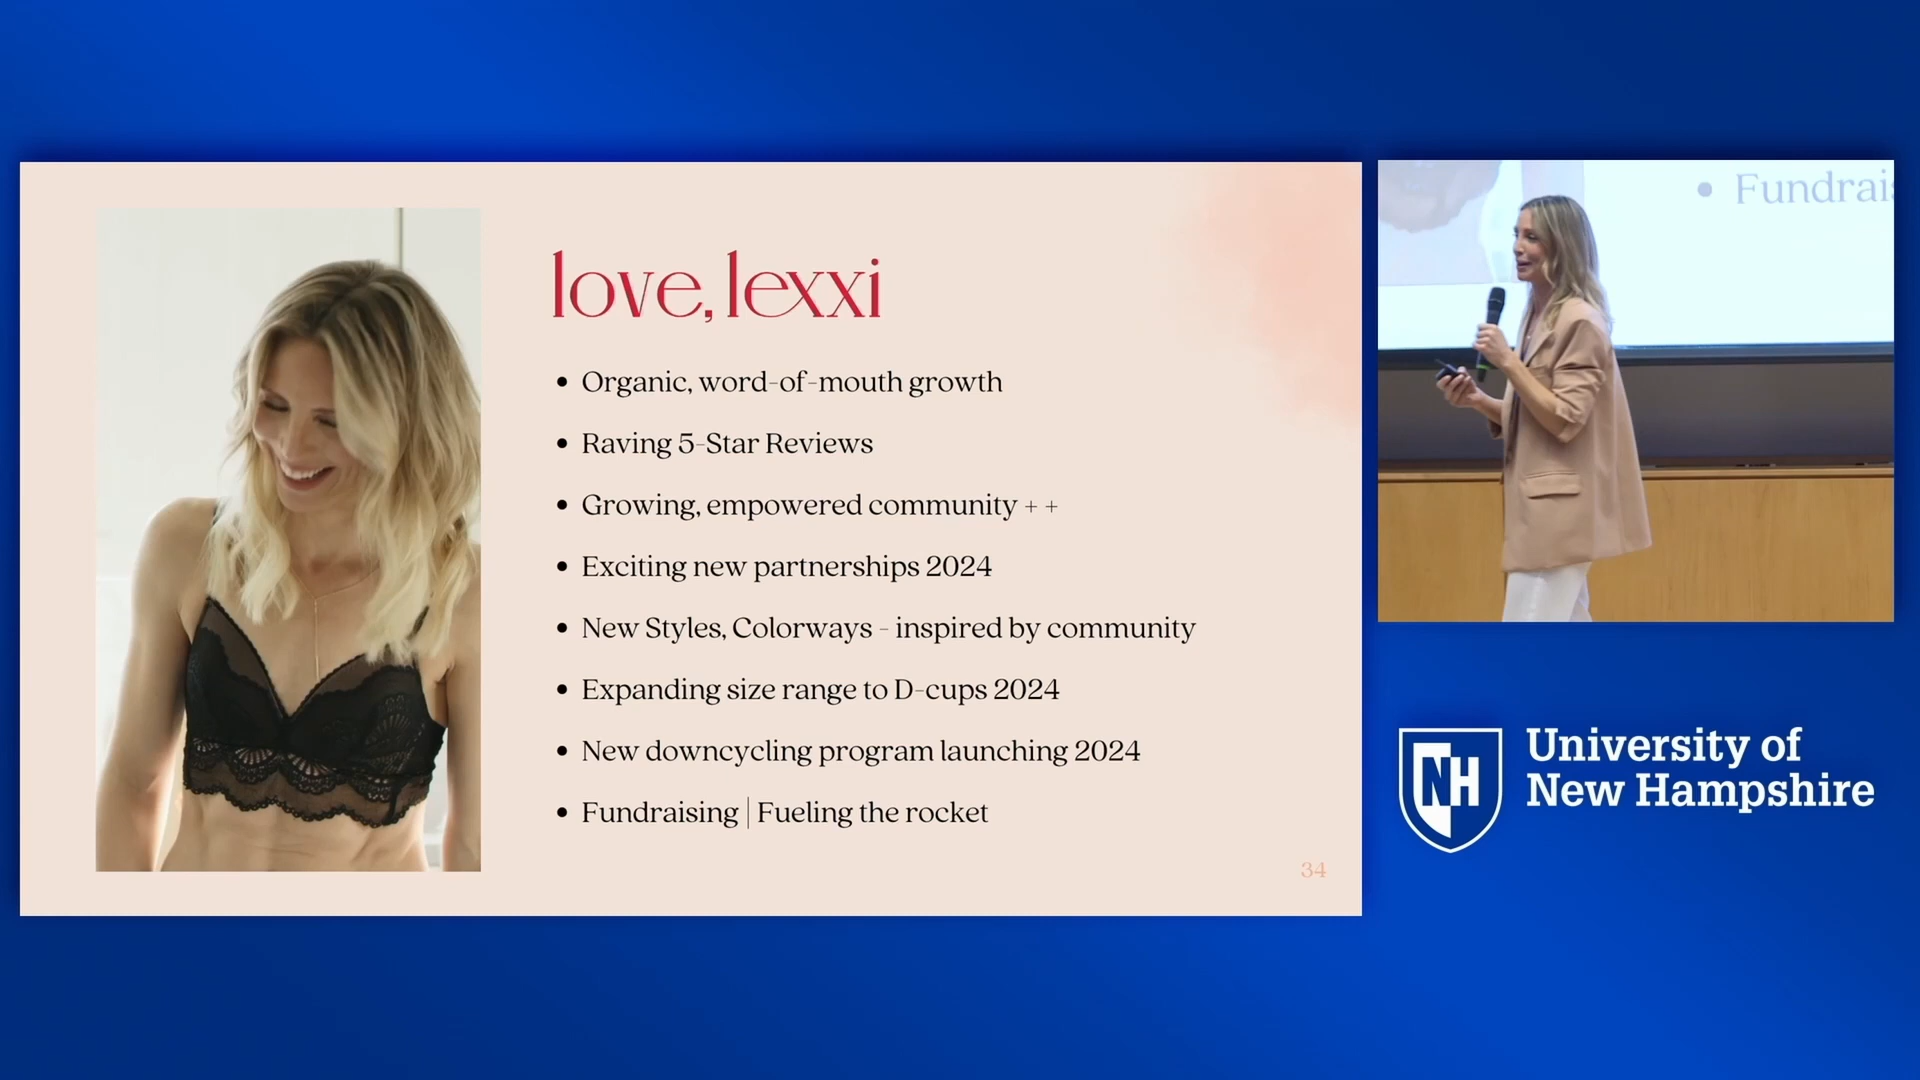 love, lexxi
• Organic, word-of-mouth growth
• Raving 5-Star Reviews
• Growing, empowered community + +
• Exciting new partnerships 2024
• New Styles, Colorways - inspired by community
• Expanding size range to D-cups 2024
• New downcycling program launching 2024
• Fundraising | Fueling the rocket
34
• Fundrais
NH
University of
New Hampshire